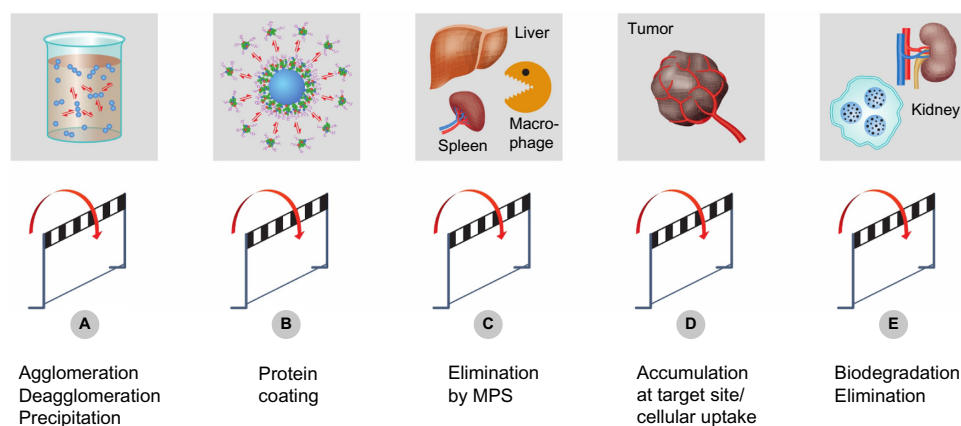 Liver
Macro-
phage
Spleen
Tumor
Kidney
A
B
C
D
E
Agglomeration
Deagglomeration
Precipitation
Protein
coating
Elimination
by MPS
Accumulation
at target site/
cellular uptake
Biodegradation
Elimination